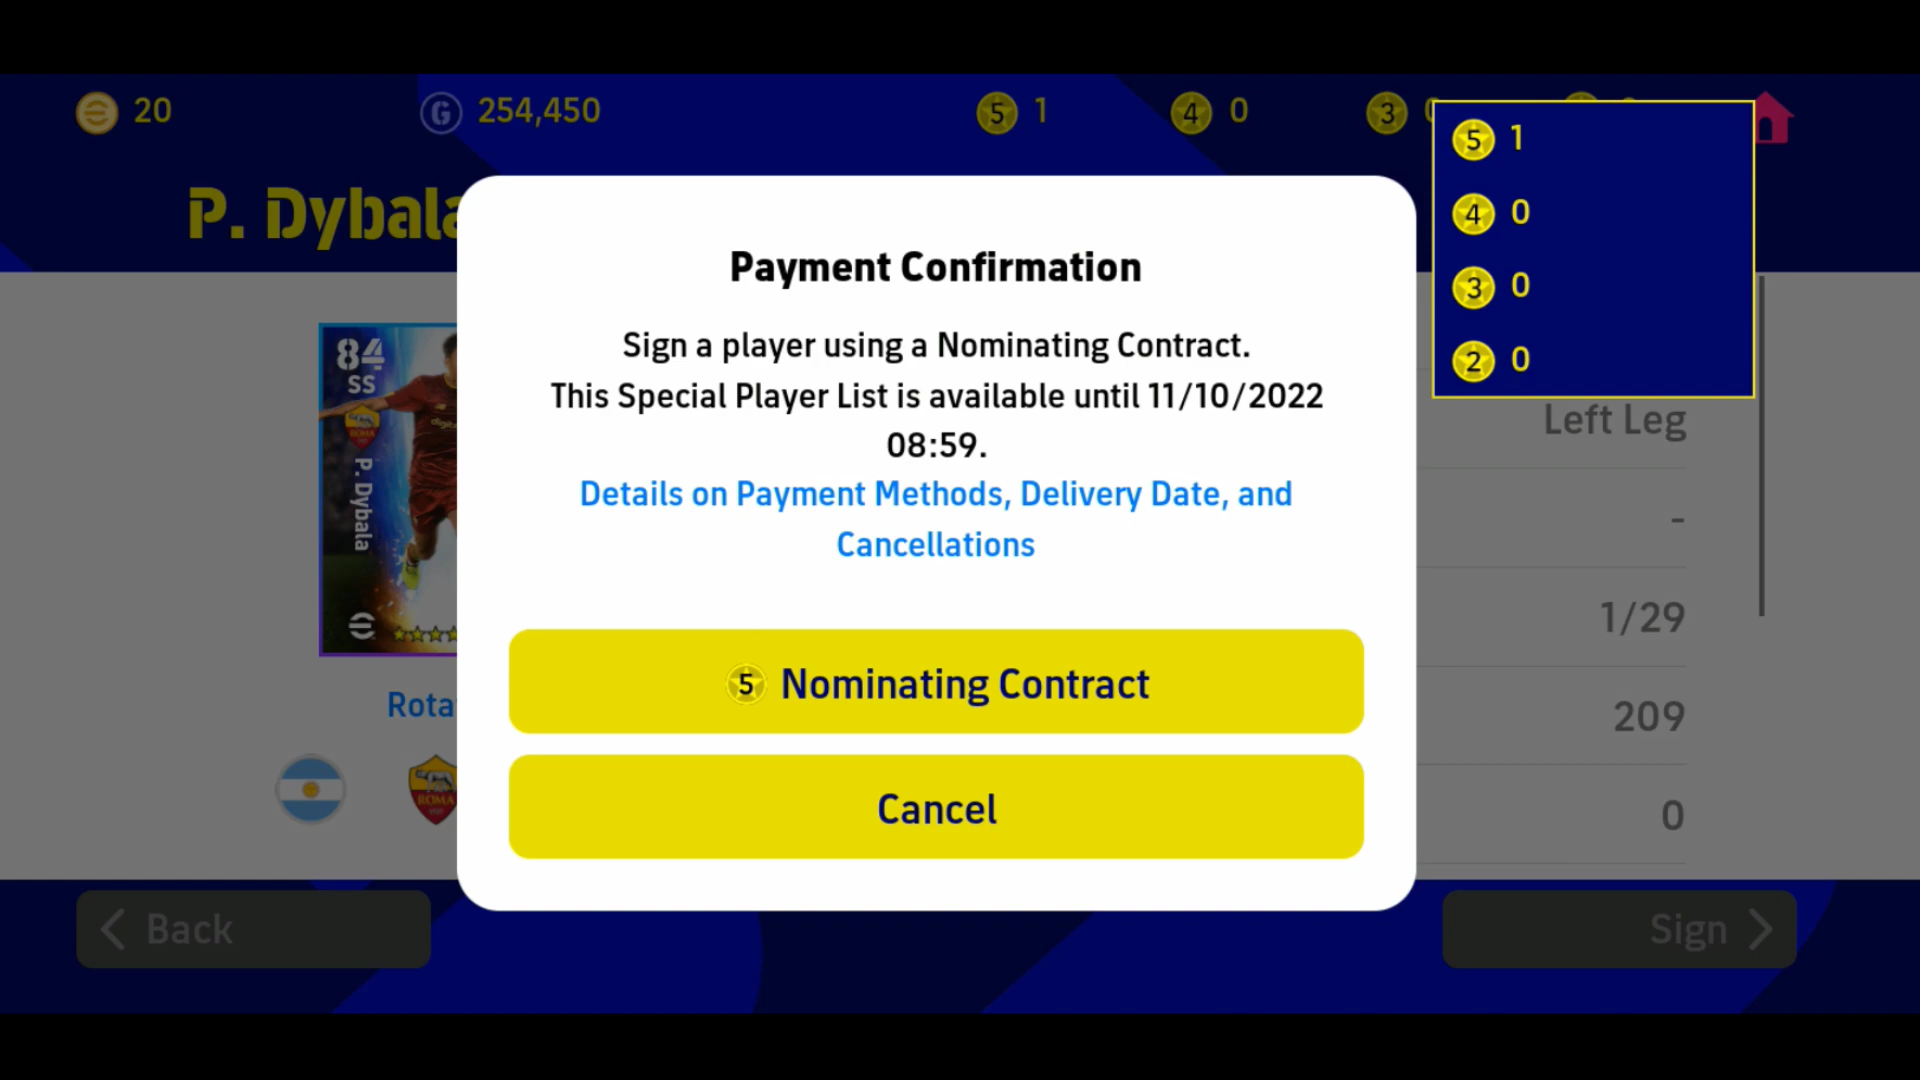 20
254,450
5 1
4 0
3
5 1
4 0
3 0
2 0
P. Dybala
Payment Confirmation
Sign a player using a Nominating Contract.
This Special Player List is available until 11/10/2022
08:59.
Details on Payment Methods, Delivery Date, and
Cancellations
5 Nominating Contract
Cancel
84
SS
ROMA
P. Dybala
Rota
ROMA
Left Leg
-
1/29
209
0
Back
Sign